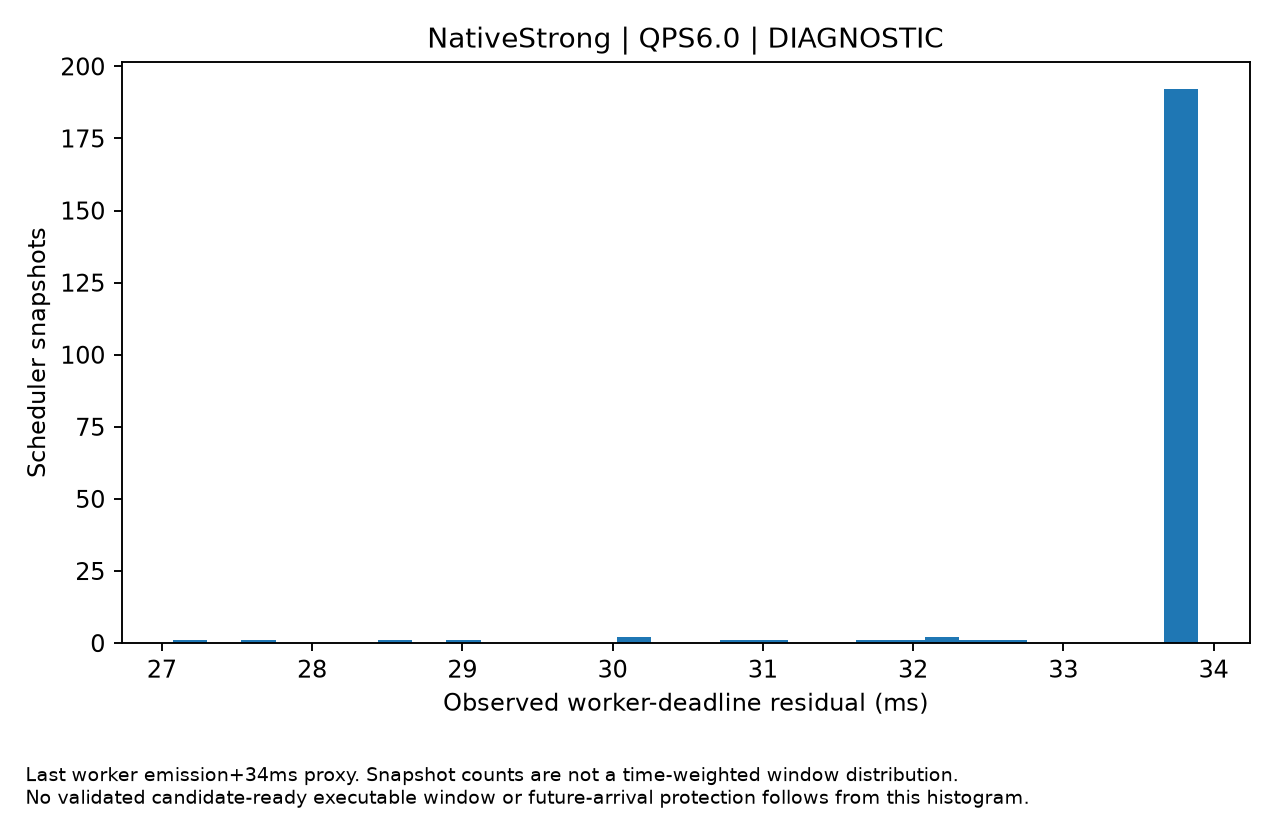 NativeStrong | QPS6.0 | DIAGNOSTIC
200
175
150
125
100
75
50
25
0
Scheduler snapshots
27 28 29 30 31 32 33 34
Observed worker-deadline residual (ms)
Last worker emission+34ms proxy. Snapshot counts are not a time-weighted window distribution.
No validated candidate-ready executable window or future-arrival protection follows from this histogram.